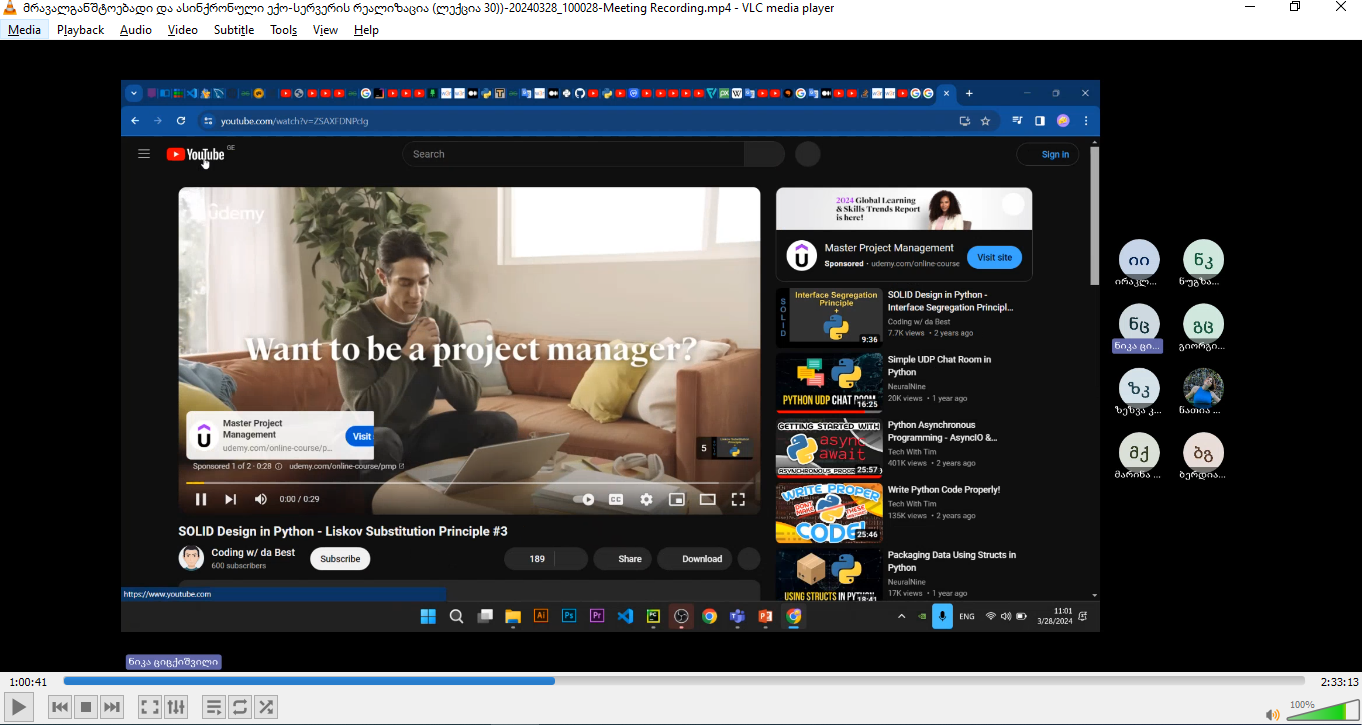 მრავალგანშტოებადი და ასინქრონული ექო-სერვერის რეალიზაცია (ლექცია 30))-20240328_100028-Meeting Recording.mp4 - VLC media player
Media Playback Audio Video Subtitle Tools View Help
youtube.com/watch?v=ZSAXFDNPdg
YouTube GE
Search
Sign in
udemy
Want to be a project manager?
Master Project
Management
udemy.com/online-course/p...
Visit
5
Sponsored 1 of 2 · 0:28 udemy.com/online-course/pmp
0:00 / 0:29
SOLID Design in Python - Liskov Substitution Principle #3
Coding w/ da Best
600 subscribers
Subscribe
189
Share
Download
https://www.youtube.com
2024 Global Learning
& Skills Trends Report
is here!
Master Project Management
Sponsored · udemy.com/online-course
Visit site
SOLID
Interface Segregation
Principle
+
9:36
SOLID Design in Python -
Interface Segregation Principl...
Coding w/ da Best
7.7K views · 2 years ago
PYTHON UDP CHAT ROOM
16:25
Simple UDP Chat Room in
Python
NeuralNine
20K views · 1 year ago
GETTING STARTED WITH
async
await
ASYNCHRONOUS PROGR
25:57
Python Asynchronous
Programming - AsyncIO &...
Tech With Tim
401K views · 2 years ago
WRITE PROPER
CODE!
25:46
Write Python Code Properly!
Tech With Tim
135K views · 2 years ago
USING STRUCTS IN PYTHON
18:41
Packaging Data Using Structs in
Python
NeuralNine
17K views · 1 year ago
Ai Ps Pr
ENG
11:01
3/28/2024
იი
ირაკლ...
ნკ
ნუგზა...
ნც
ნიკა ცი...
გც
გიორგი...
ზკ
ზეზვა კ...
ნათია ...
მქ
მარინა ...
ბგ
ბერდია...
ნიკა ციცქიშვილი
1:00:41
2:33:13
100%